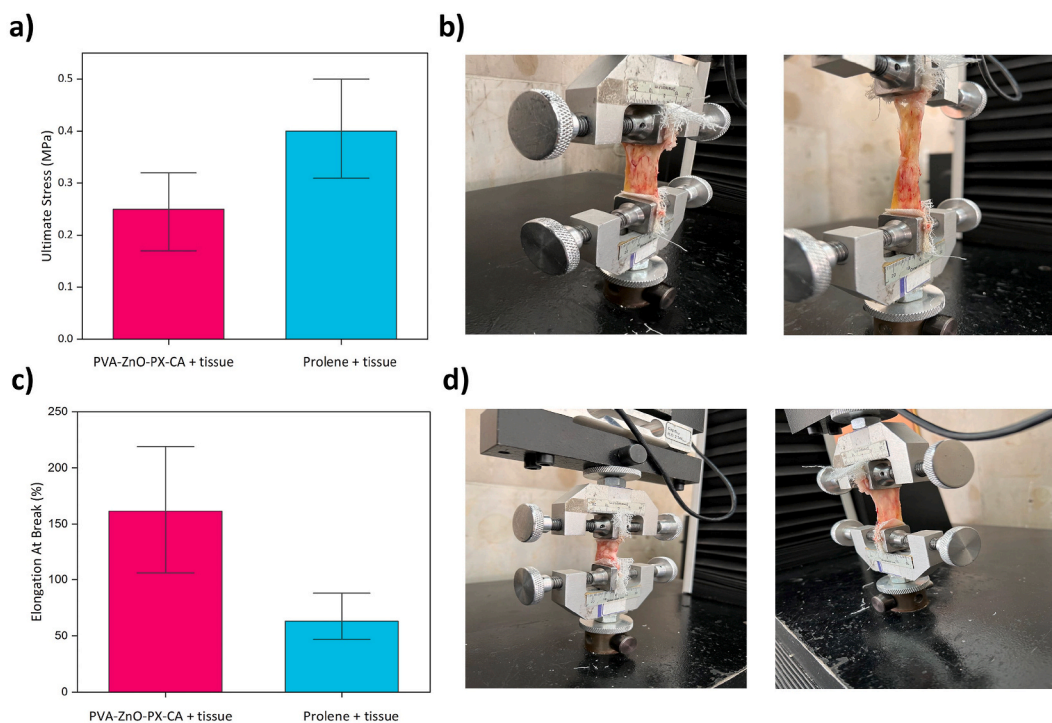 a)
b)
Ultimate Stress (MPa)
0.5
0.4
0.3
0.2
0.1
0.0
PVA-ZnO-PX-CA + tissue
Prolene + tissue
c)
d)
Elongation At Break (%)
250
200
150
100
50
0
PVA-ZnO-PX-CA + tissue
Prolene + tissue